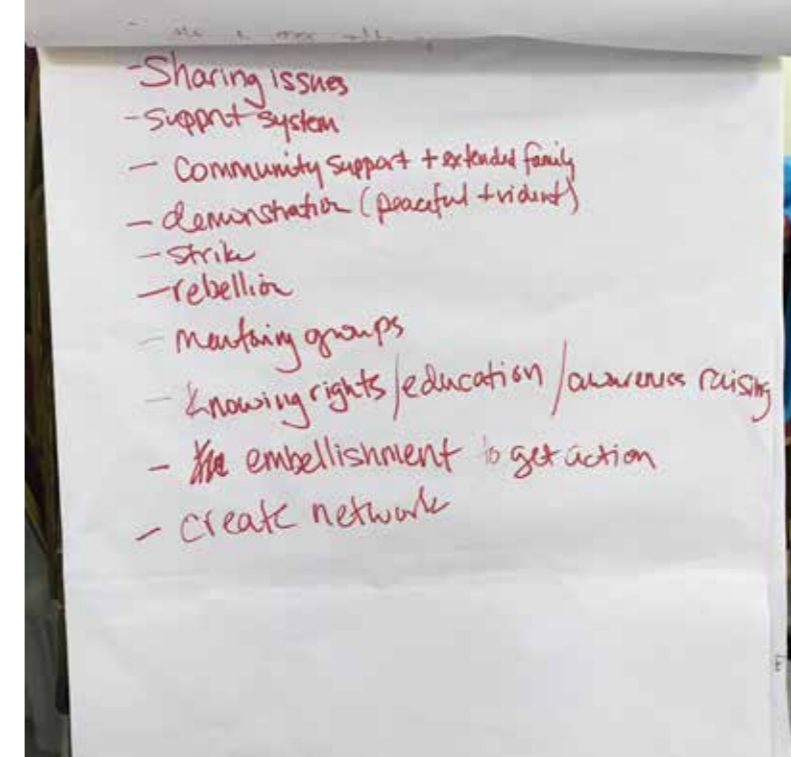 - Sharing issues
- Support system
- Community support + extended family
- demonstration (peaceful + violent)
- strike
- rebellion
- Mentoring groups
- Knowing rights/education/awareness raising
- embellishment to get action
- create network